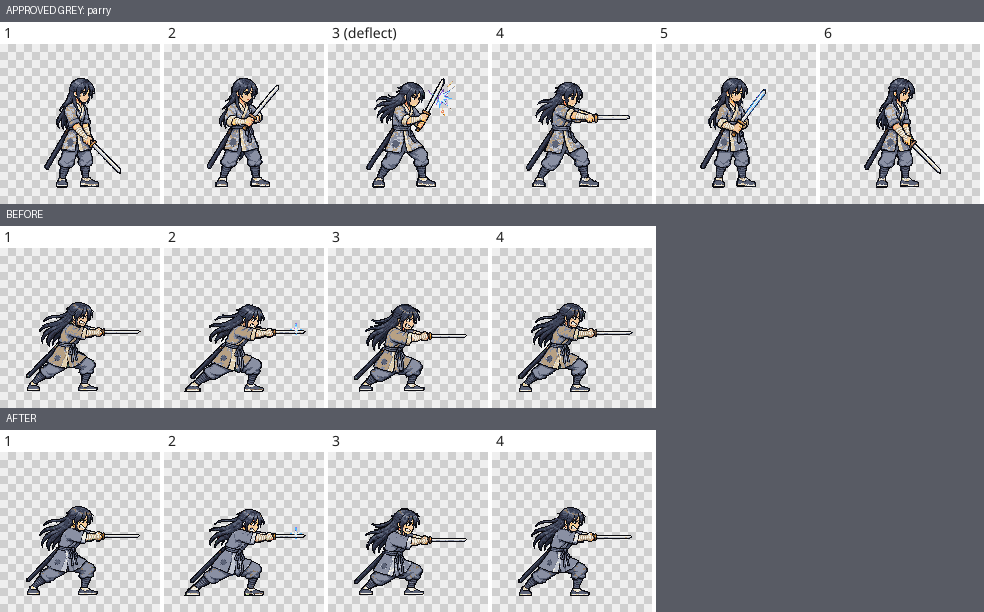 APPROVED GREY: parry
1 2 3 (deflect) 4 5 6
BEFORE
1 2 3 4
AFTER
1 2 3 4